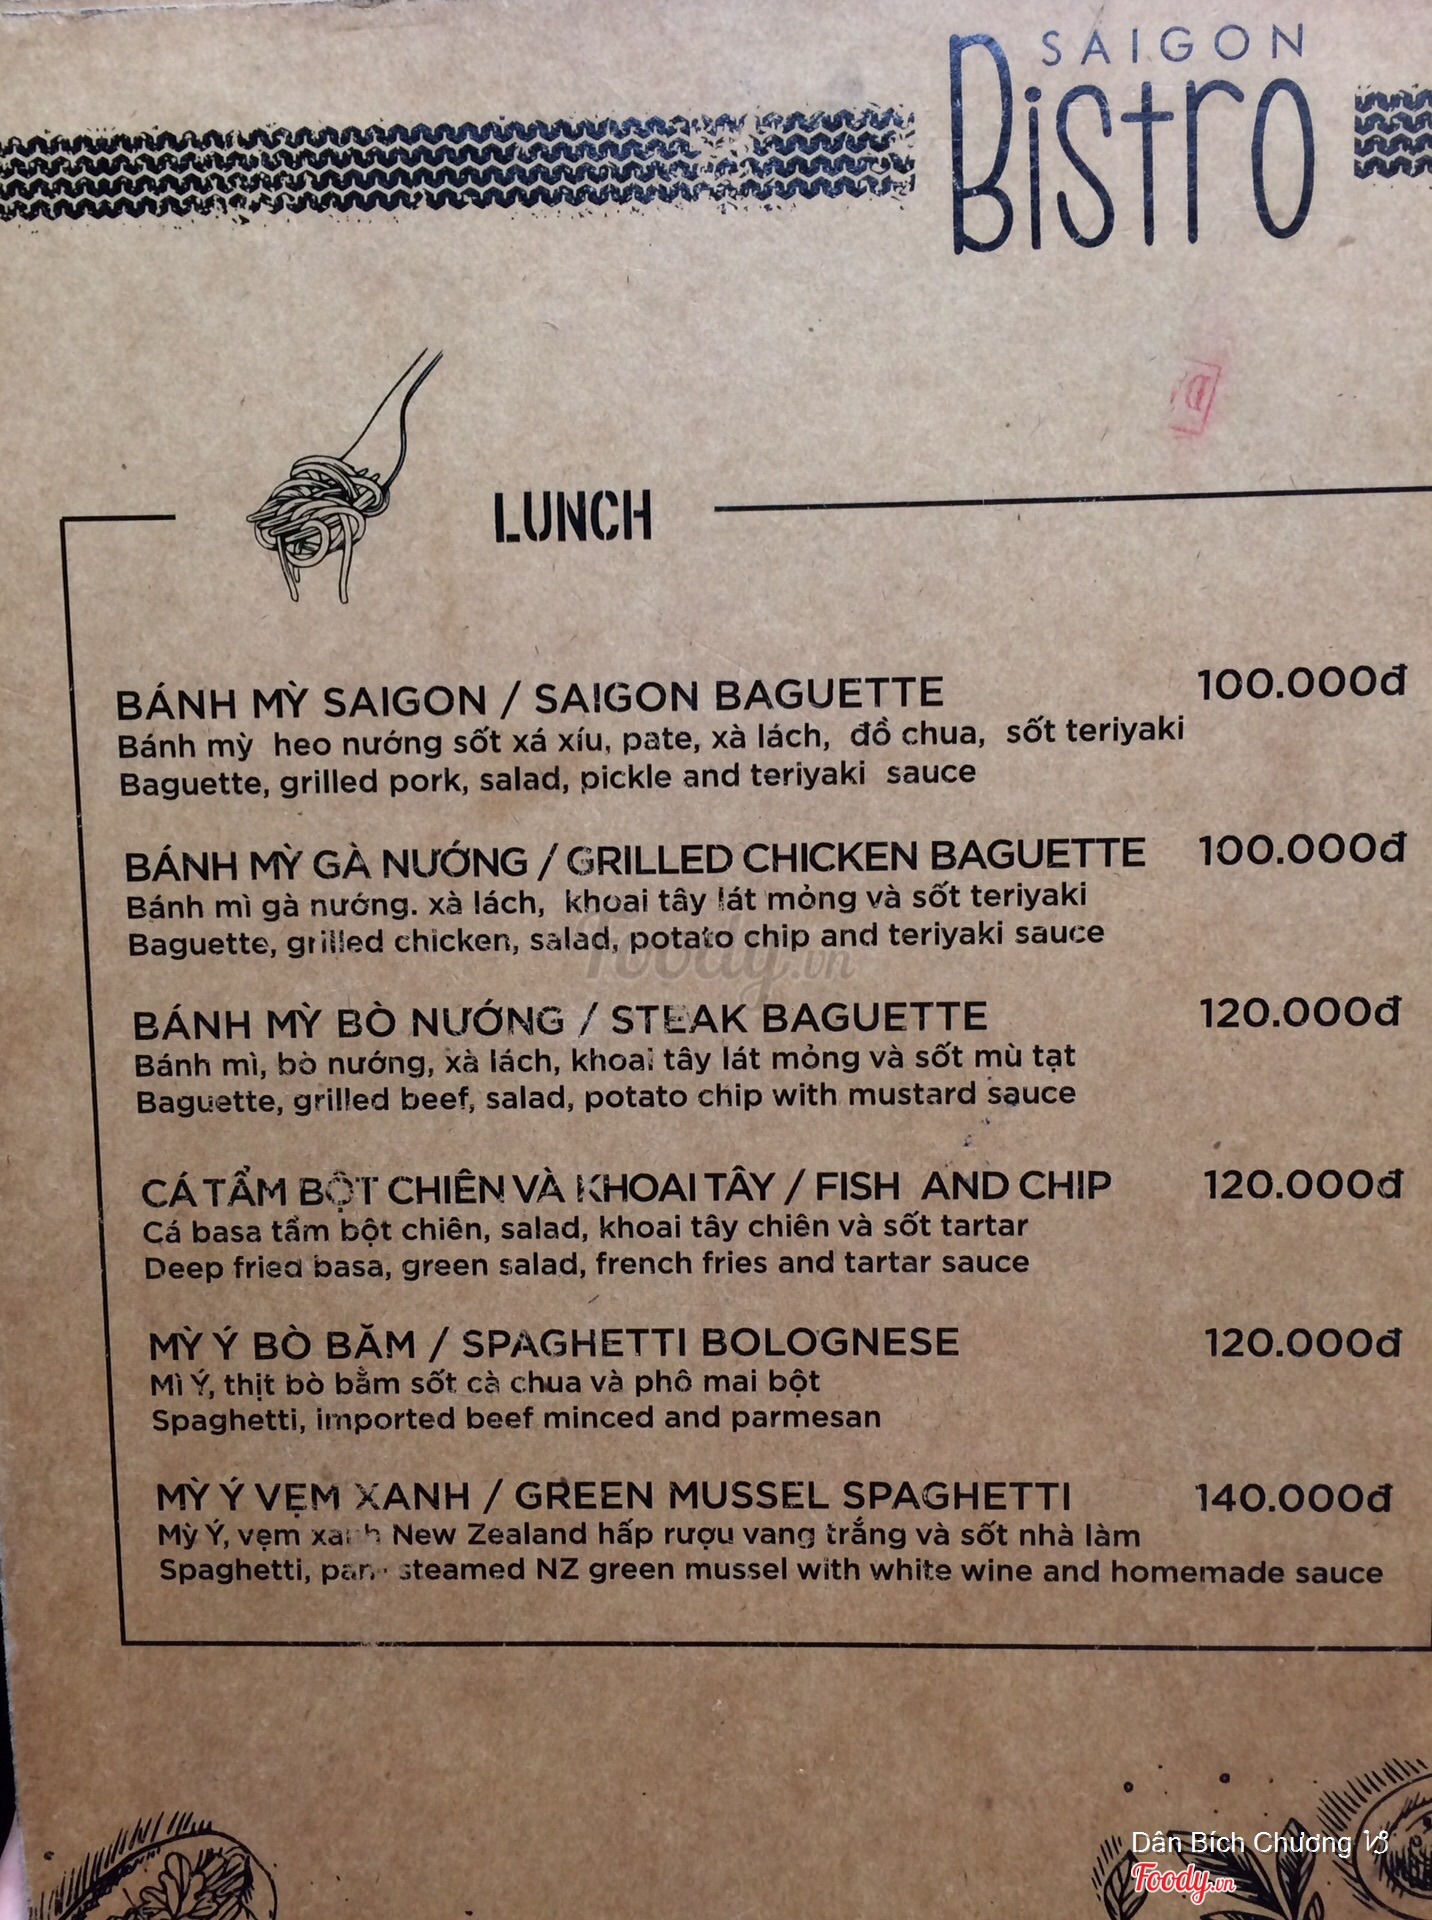 SAIGON
Bistro
LUNCH
BÁNH MỲ SAIGON / SAIGON BAGUETTE 100.000đ
Bánh mỳ heo nướng sốt xá xíu, pate, xà lách, đồ chua, sốt teriyaki
Baguette, grilled pork, salad, pickle and teriyaki sauce
BÁNH MỲ GÀ NƯỚNG / GRILLED CHICKEN BAGUETTE 100.000đ
Bánh mì gà nướng. xà lách, khoai tây lát mỏng và sốt teriyaki
Baguette, grilled chicken, salad, potato chip and teriyaki sauce
foody.vn
BÁNH MỲ BÒ NƯỚNG / STEAK BAGUETTE 120.000đ
Bánh mì, bò nướng, xà lách, khoai tây lát mỏng và sốt mù tạt
Baguette, grilled beef, salad, potato chip with mustard sauce
CÁ TẨM BỘT CHIÊN VÀ KHOAI TÂY / FISH AND CHIP 120.000đ
Cá basa tẩm bột chiên, salad, khoai tây chiên và sốt tartar
Deep fried basa, green salad, french fries and tartar sauce
MỲ Ý BÒ BĂM / SPAGHETTI BOLOGNESE 120.000đ
Mì Ý, thịt bò bằm sốt cà chua và phô mai bột
Spaghetti, imported beef minced and parmesan
MỲ Ý VẸM XANH / GREEN MUSSEL SPAGHETTI 140.000đ
Mỳ Ý, vẹm xanh New Zealand hấp rượu vang trắng và sốt nhà làm
Spaghetti, pan steamed NZ green mussel with white wine and homemade sauce
Dân Bích Chương
Foody.vn